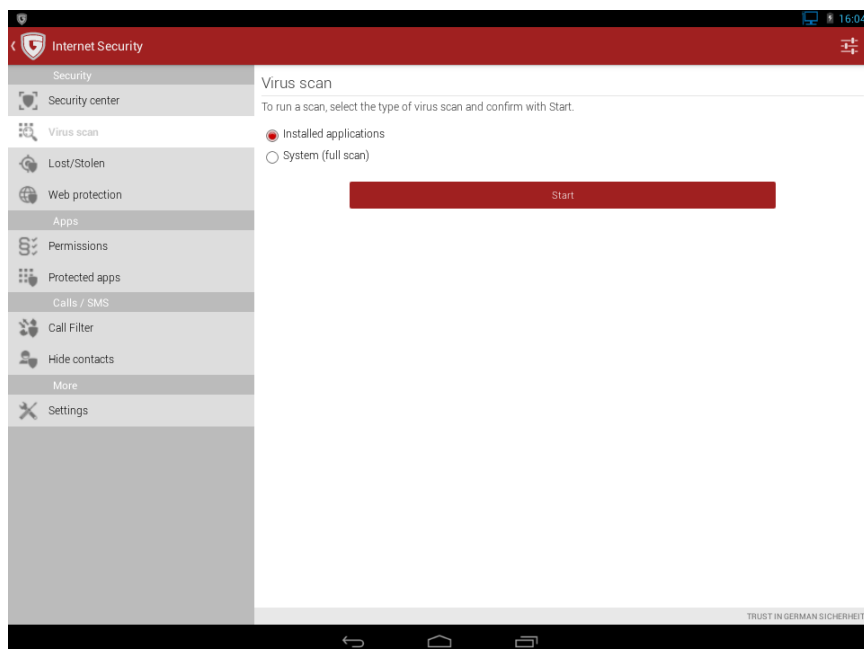 16:04
Internet Security
Security
Security center
Virus scan
Lost/Stolen
Web protection
Apps
Permissions
Protected apps
Calls / SMS
Call Filter
Hide contacts
More
Settings
Virus scan
To run a scan, select the type of virus scan and confirm with Start.
Installed applications
System (full scan)
Start
TRUST IN GERMAN SICHERHEIT